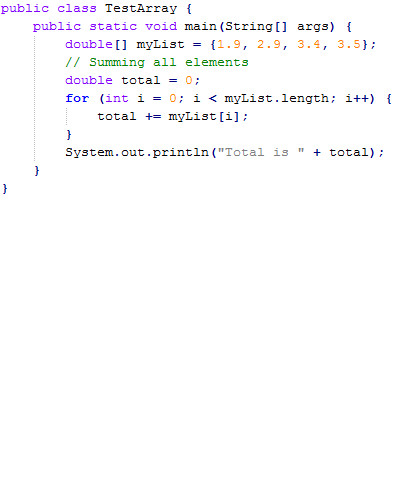 public class TestArray {
    public static void main(String[] args) {
        double[] myList = {1.9, 2.9, 3.4, 3.5};
        // Summing all elements
        double total = 0;
        for (int i = 0; i < myList.length; i++) {
            total += myList[i];
        }
        System.out.println("Total is " + total);
    }
}